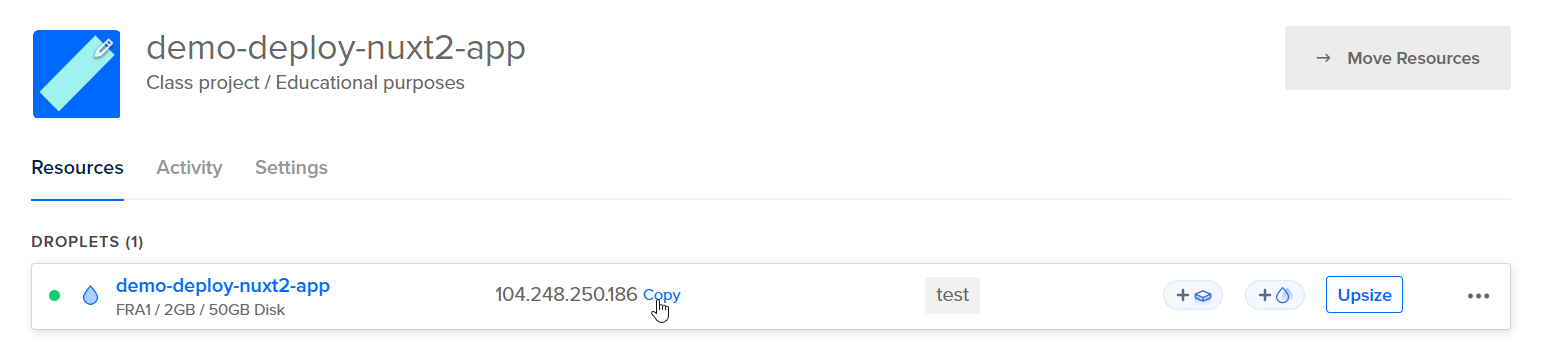 demo-deploy-nuxt2-app
Class project / Educational purposes
→ Move Resources
Resources Activity Settings
DROPLETS (1)
demo-deploy-nuxt2-app
FRA1 / 2GB / 50GB Disk
104.248.250.186 Copy
test
Upsize